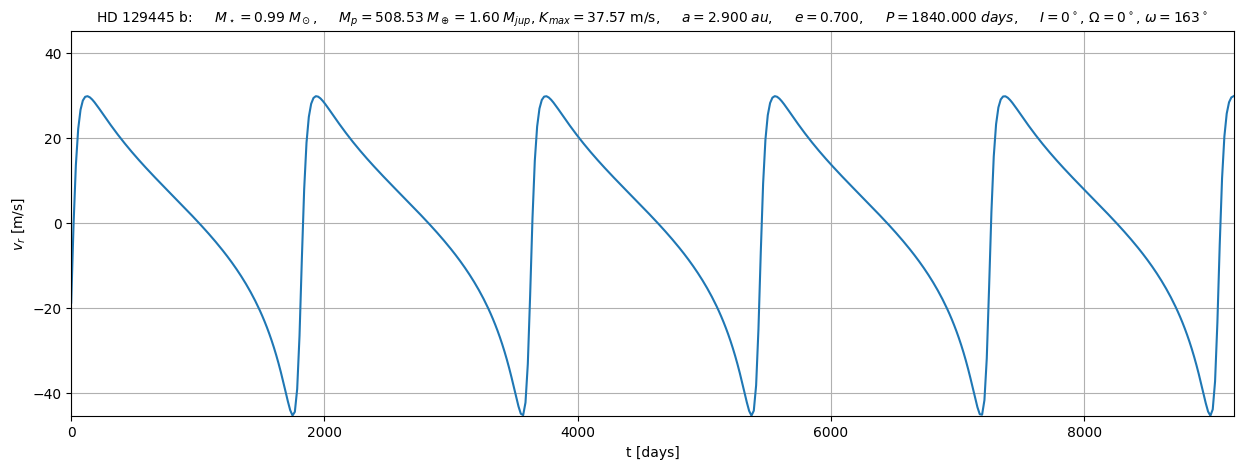 HD 129445 b: M⋆ = 0.99 M⊙, Mp = 508.53 M⊕ = 1.60 Mjup, Kmax = 37.57 m/s, a = 2.900 au, e = 0.700, P = 1840.000 days, I = 0°, Ω = 0°, ω = 163°
40
20
0
−20
−40
vr [m/s]
0 2000 4000 6000 8000
t [days]